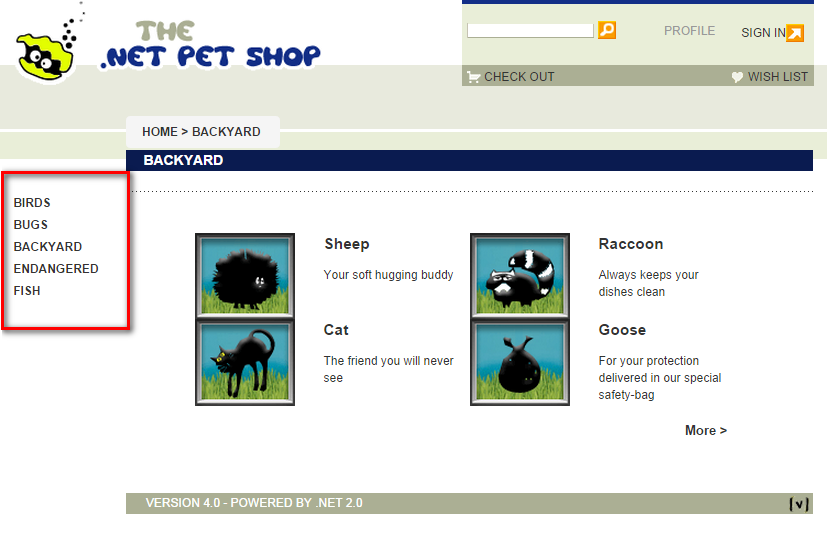 THE
.NET PET SHOP
PROFILE
SIGN IN
CHECK OUT
WISH LIST
HOME > BACKYARD
BACKYARD
BIRDS
BUGS
BACKYARD
ENDANGERED
FISH
Sheep
Your soft hugging buddy
Raccoon
Always keeps your
dishes clean
Cat
The friend you will never
see
Goose
For your protection
delivered in our special
safety-bag
More >
VERSION 4.0 - POWERED BY .NET 2.0
(v)